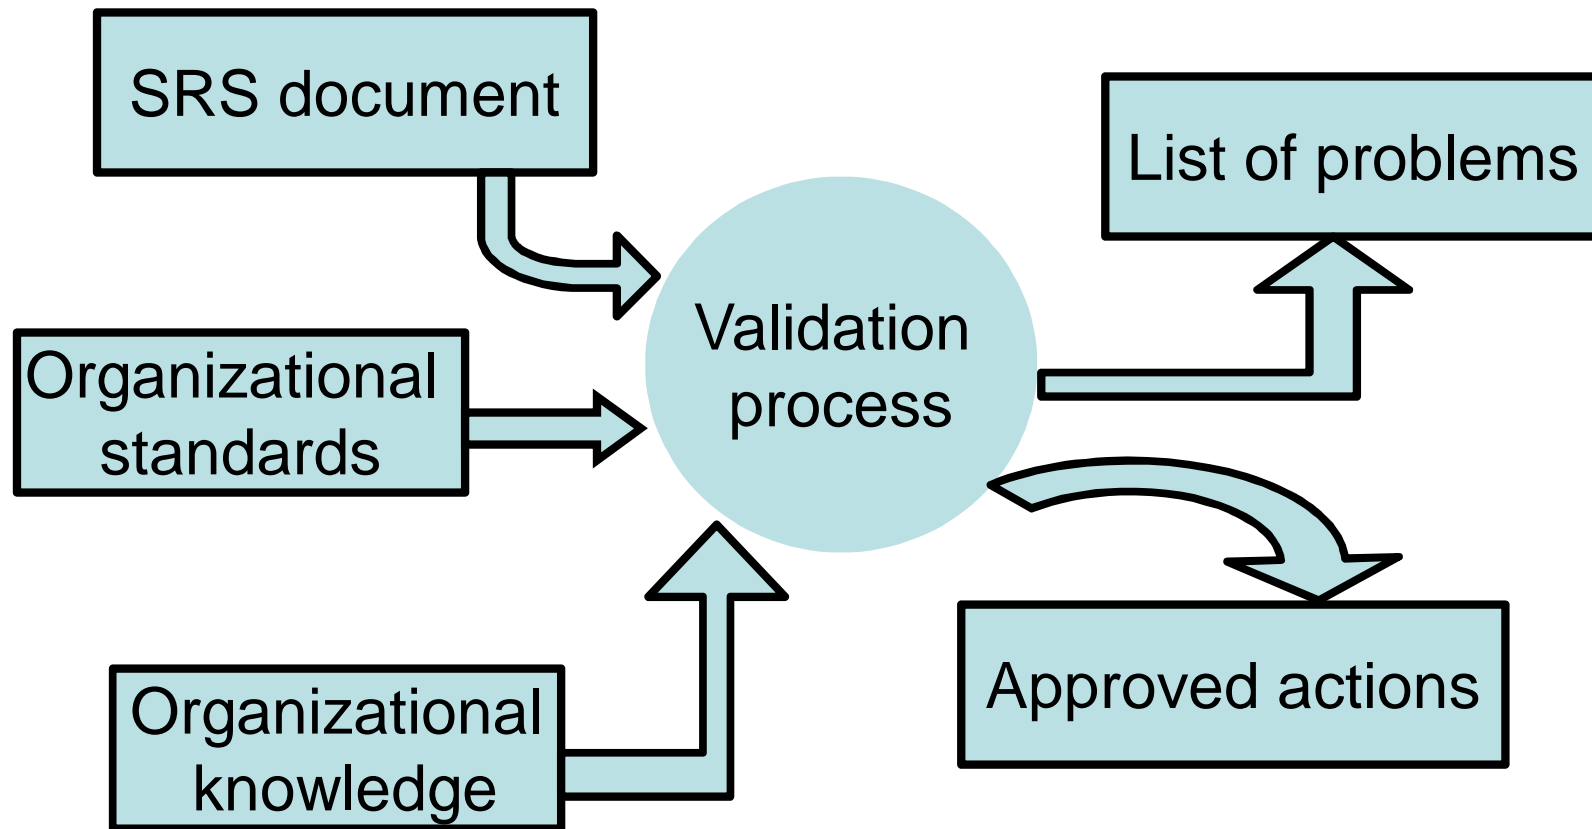 SRS document
List of problems
Validation
process
Organizational
standards
Organizational
knowledge
Approved actions